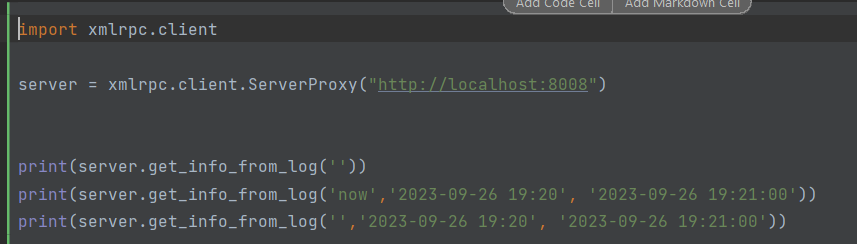 Add Code Cell Add Markdown Cell
import xmlrpc.client
server = xmlrpc.client.ServerProxy("http://localhost:8008")
print(server.get_info_from_log(''))
print(server.get_info_from_log('now','2023-09-26 19:20', '2023-09-26 19:21:00'))
print(server.get_info_from_log('','2023-09-26 19:20', '2023-09-26 19:21:00'))